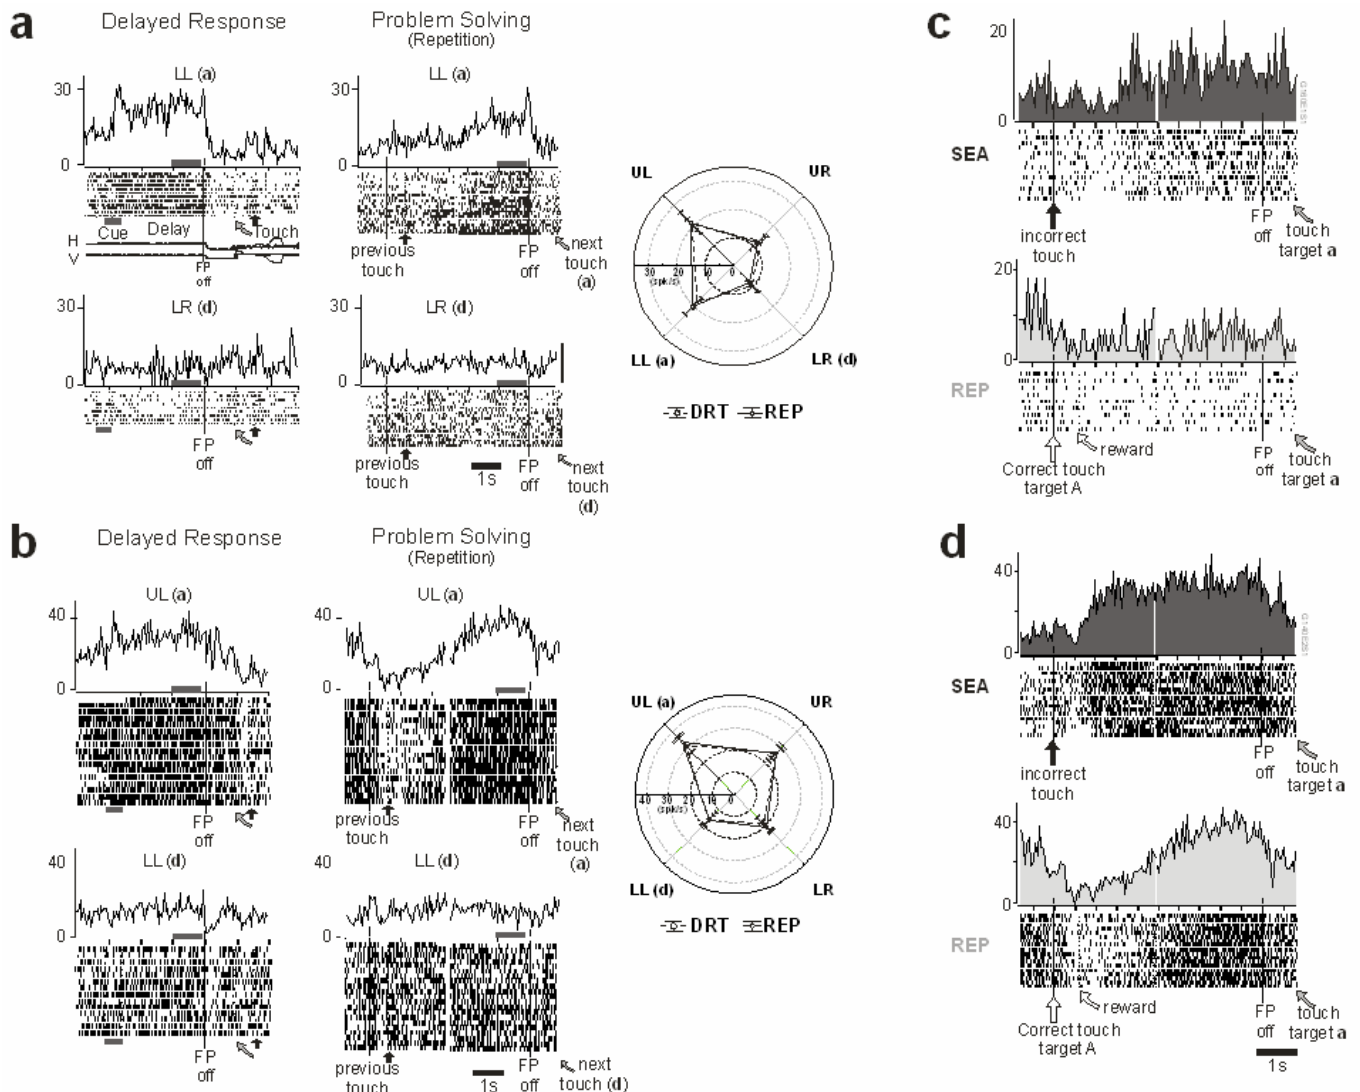 a
Delayed Response
Problem Solving
(Repetition)
LL (a)
30
0
Cue
Delay
Touch
H
V
FP
off
LL (a)
30
0
previous
touch
FP
off
next
touch
(a)
LR (d)
30
0
FP
off
LR (d)
30
0
previous
touch
1s
FP
off
next
touch
(d)
UL
UR
30
20
10
0
(spk/s)
LL (a)
LR (d)
DRT
REP
b
Delayed Response
Problem Solving
(Repetition)
UL (a)
40
0
FP
off
UL (a)
40
0
previous
touch
FP
off
next
touch
(a)
LL (d)
40
0
FP
off
LL (d)
40
0
previous
touch
1s
FP
off
next
touch (d)
UL (a)
UR
40
30
20
10
0
(spk/s)
LL (d)
LR
DRT
REP
c
20
0
SEA
incorrect
touch
FP
off
touch
target a
20
0
REP
reward
Correct touch
target A
FP
off
touch
target a
d
40
0
SEA
incorrect
touch
FP
off
touch
target a
40
0
REP
reward
Correct touch
target A
FP
off
touch
target a
1s